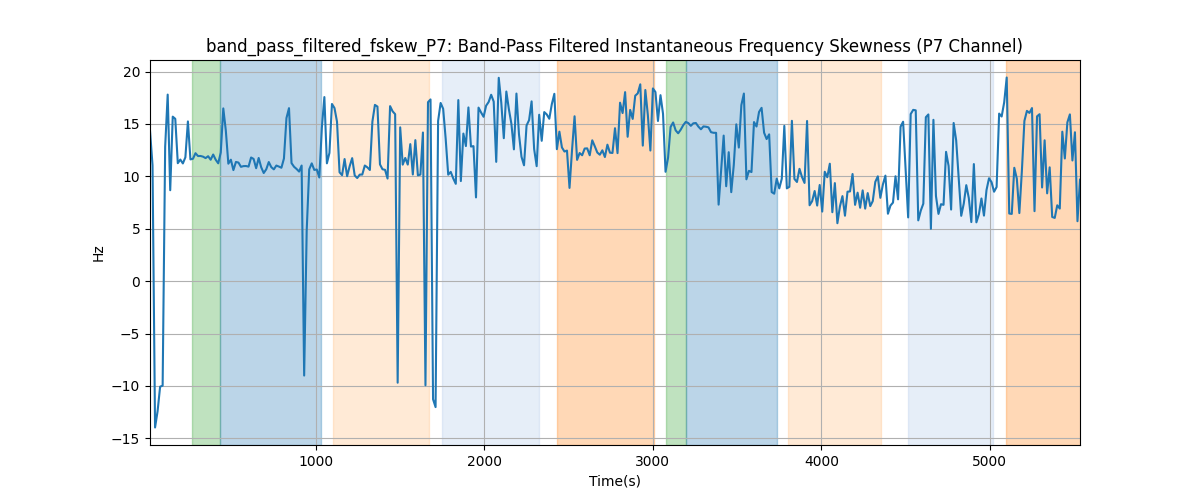 band_pass_filtered_fskew_P7: Band-Pass Filtered Instantaneous Frequency Skewness (P7 Channel)
20
15
10
5
0
−5
−10
−15
Hz
1000 2000 3000 4000 5000
Time(s)